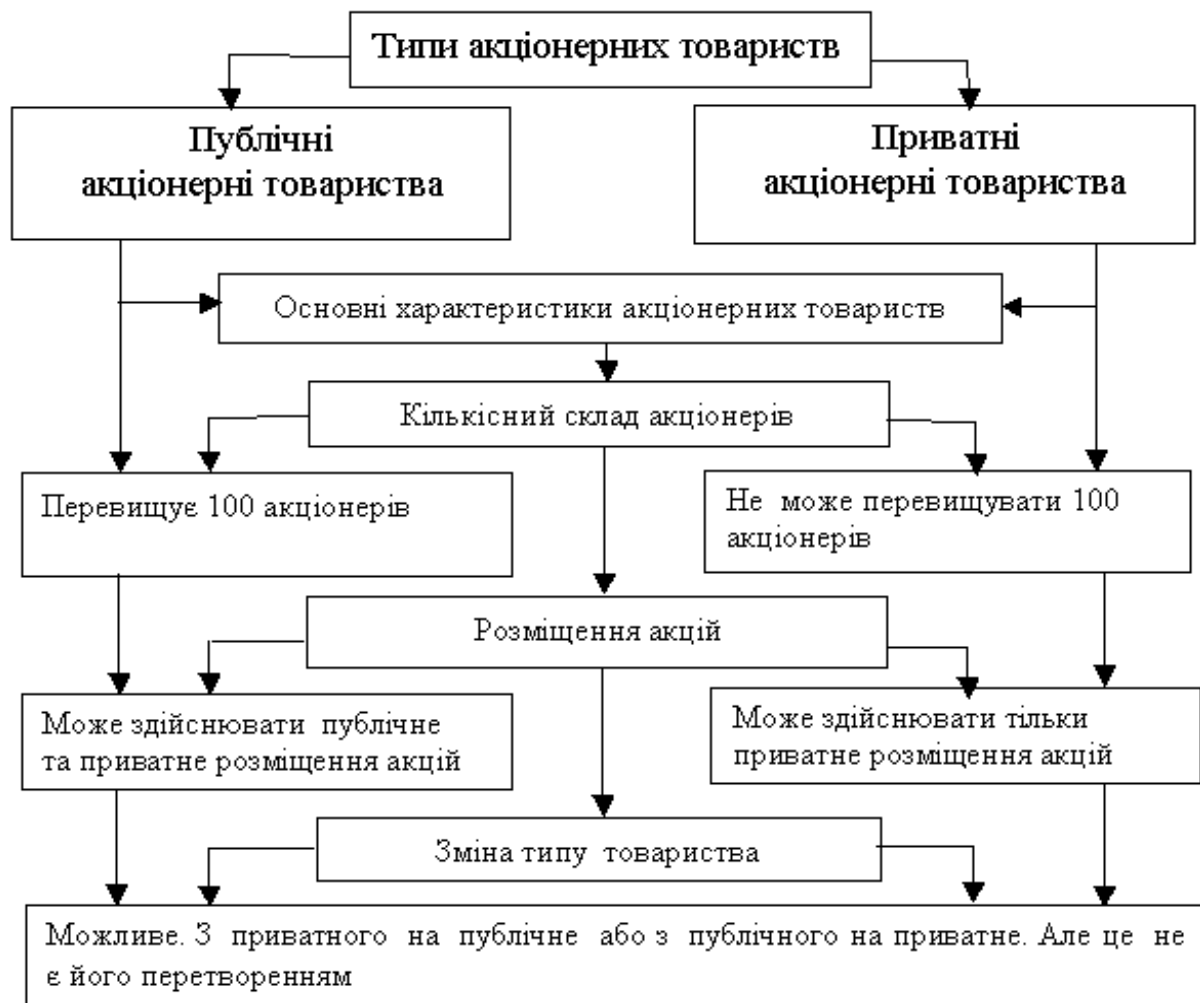 Типи акціонерних товариств
Публічні
акціонерні товариства
Приватні
акціонерні товариства
Основні характеристики акціонерних товариств
Кількісний склад акціонерів
Перевищує 100 акціонерів
Не може перевищувати 100
акціонерів
Розміщення акцій
Може здійснювати публічне
та приватне розміщення акцій
Може здійснювати тільки
приватне розміщення акцій
Зміна типу товариства
Можливе. З приватного на публічне або з публічного на приватне. Але це не
є його перетворенням